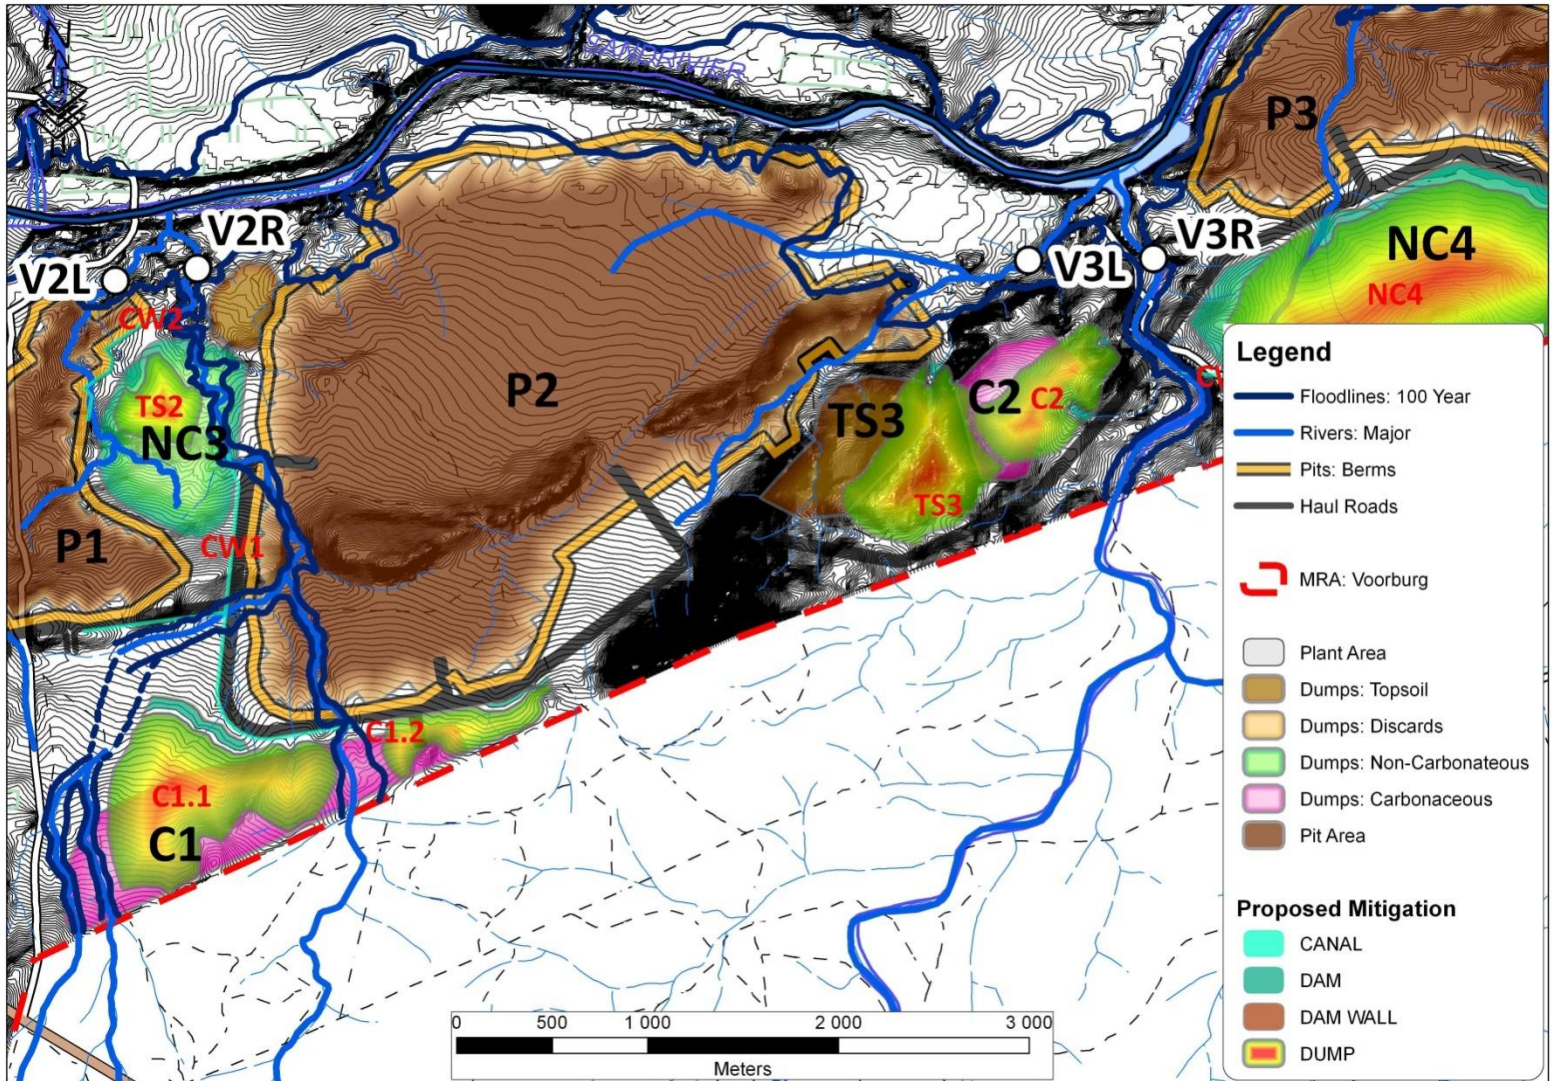 N
SANDRIVIER
P3
V2R
V3R
NC4
V2L
V3L
NC4
CW2
P2
TS2
C2
C2
TS3
NC3
TS3
P1
CW1
C1.2
C1.1
C1
Legend
Floodlines: 100 Year
Rivers: Major
Pits: Berms
Haul Roads
MRA: Voorburg
Plant Area
Dumps: Topsoil
Dumps: Discards
Dumps: Non-Carbonateous
Dumps: Carbonaceous
Pit Area
Proposed Mitigation
CANAL
DAM
DAM WALL
DUMP
0 500 1 000 2 000 3 000
Meters